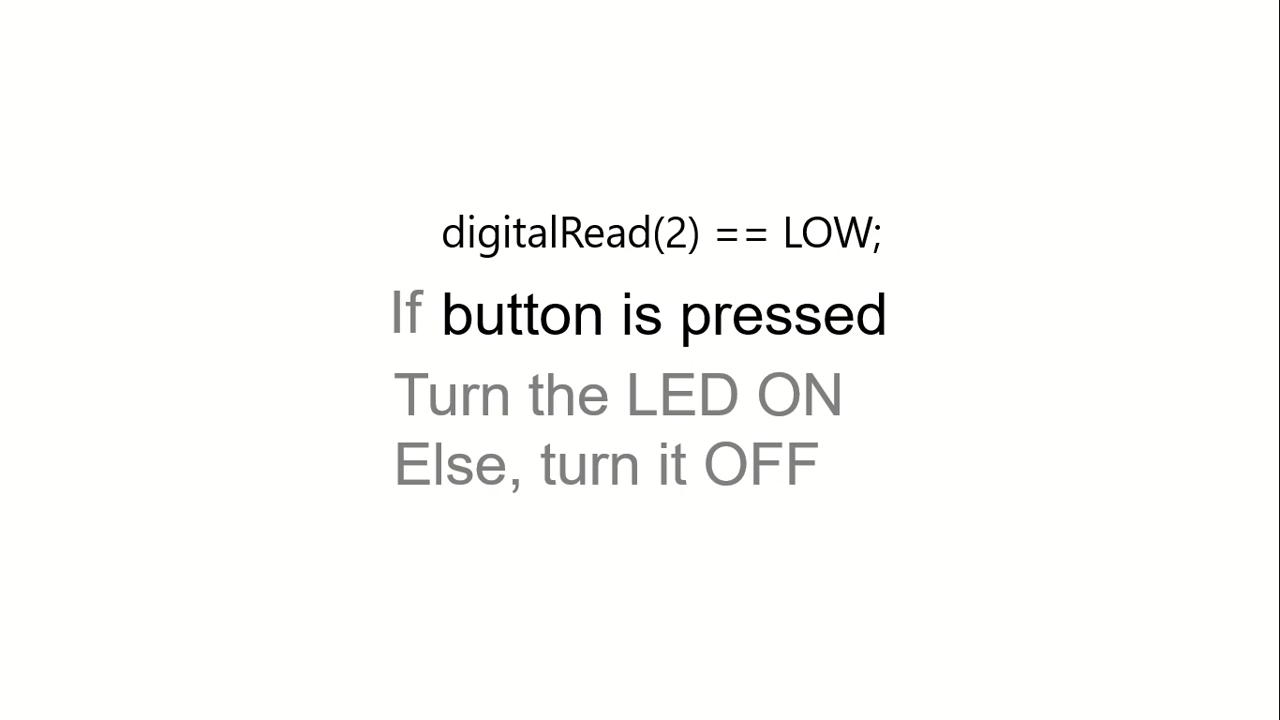 digitalRead(2) == LOW;
If button is pressed
Turn the LED ON
Else, turn it OFF